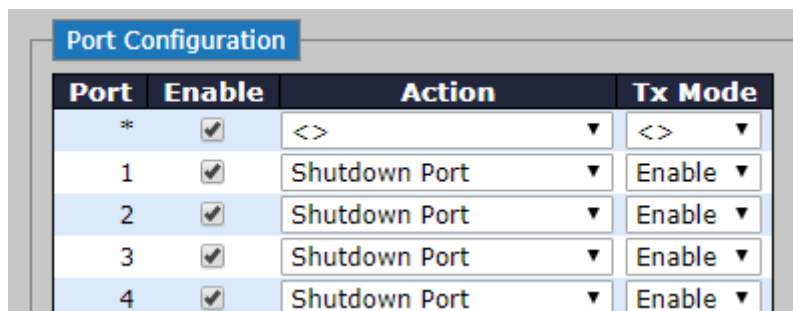 Port Configuration
Port Enable Action Tx Mode
* <> <>
1 Shutdown Port Enable
2 Shutdown Port Enable
3 Shutdown Port Enable
4 Shutdown Port Enable